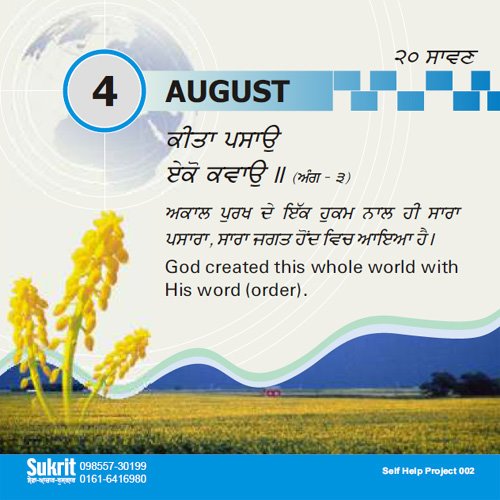 ੨੦ ਸਾਵਣ
4 AUGUST
ਕੀਤਾ ਪਸਾਉ
ਏਕੋ ਕਵਾਉ ॥ (ਅੰਗ - ੩)
ਅਕਾਲ ਪੁਰਖ ਦੇ ਇੱਕ ਹੁਕਮ ਨਾਲ ਹੀ ਸਾਰਾ
ਪਸਾਰਾ, ਸਾਰਾ ਜਗਤ ਹੋਂਦ ਵਿਚ ਆਇਆ ਹੈ।
God created this whole world with
His word (order).
Sukrit 098557-30199
0161-6416980
Self Help Project 002